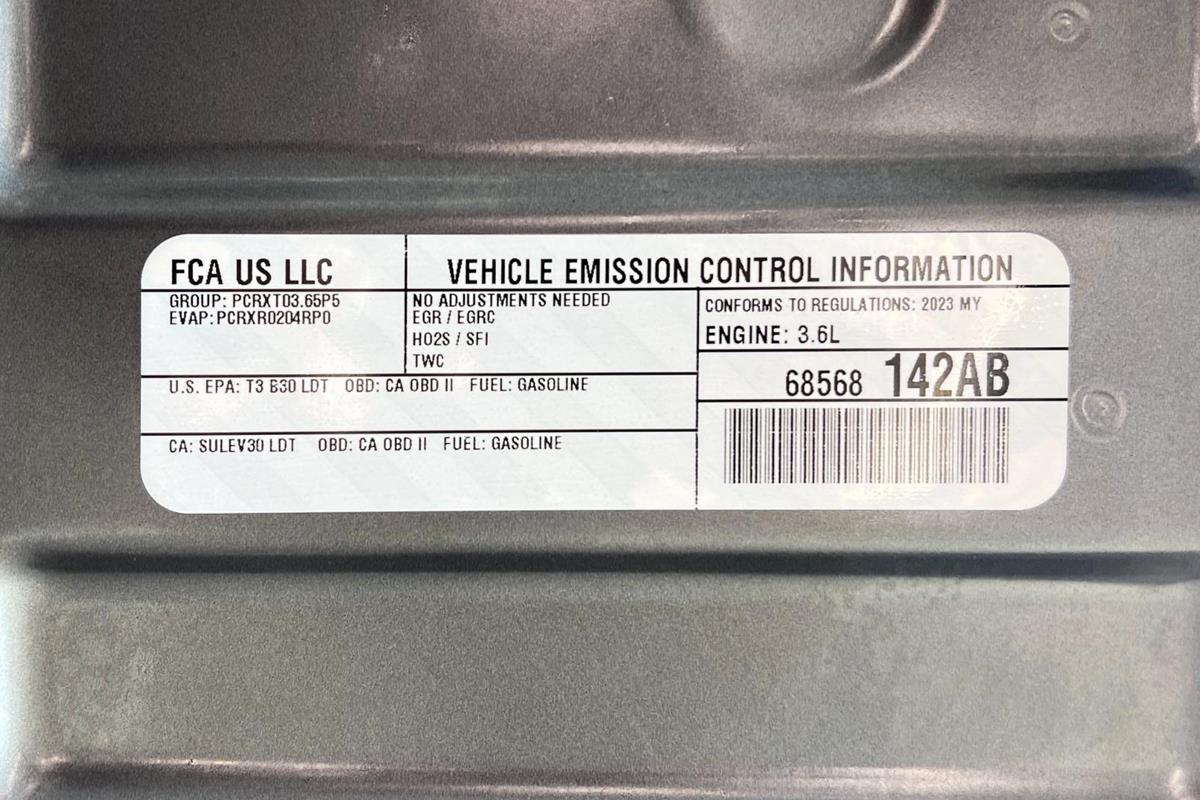 FCA US LLC
VEHICLE EMISSION CONTROL INFORMATION
GROUP: PCRXT03.65P5
EVAP: PCRXR0204RP0
NO ADJUSTMENTS NEEDED
EGR / EGRC
HO2S / SFI
TWC
CONFORMS TO REGULATIONS: 2023 MY
ENGINE: 3.6L
68568 142AB
U.S. EPA: T3 B30 LDT OBD: CA OBD II FUEL: GASOLINE
CA: SULEV30 LDT OBD: CA OBD II FUEL: GASOLINE